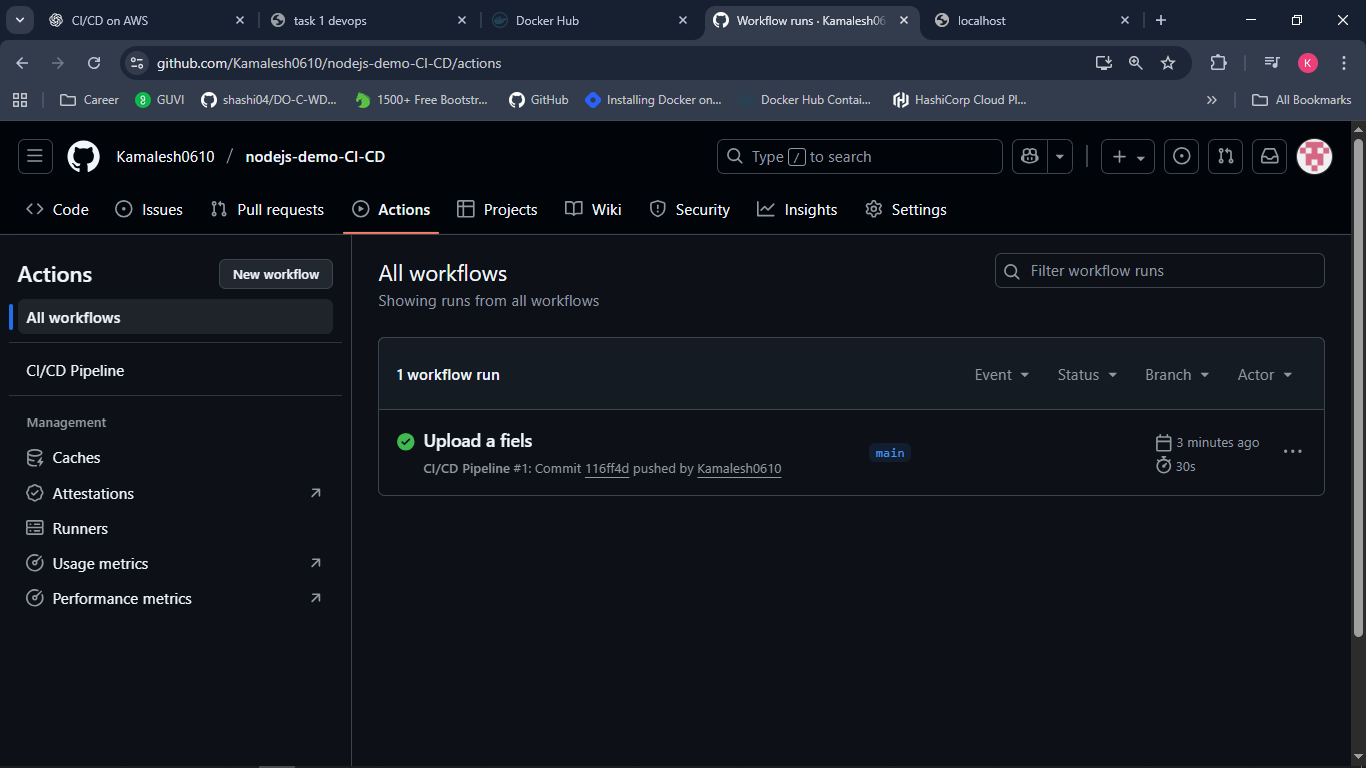 CI/CD on AWS
task 1 devops
Docker Hub
Workflow runs · Kamalesh06
localhost
github.com/Kamalesh0610/nodejs-demo-CI-CD/actions
K
Career
GUVI
shashi04/DO-C-WD...
1500+ Free Bootstr...
GitHub
Installing Docker on...
Docker Hub Contai...
HashiCorp Cloud Pl...
All Bookmarks
Kamalesh0610 / nodejs-demo-CI-CD
Type / to search
Code
Issues
Pull requests
Actions
Projects
Wiki
Security
Insights
Settings
Actions
New workflow
All workflows
CI/CD Pipeline
Management
Caches
Attestations
Runners
Usage metrics
Performance metrics
All workflows
Showing runs from all workflows
Filter workflow runs
1 workflow run
Event
Status
Branch
Actor
Upload a fiels
CI/CD Pipeline #1: Commit 116ff4d pushed by Kamalesh0610
main
3 minutes ago
30s